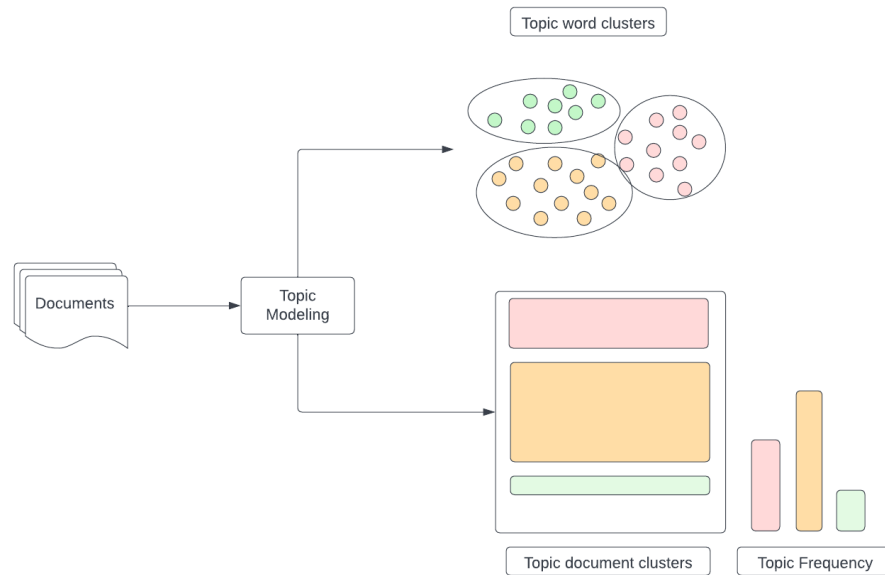 Topic word clusters
Documents
Topic
Modeling
Topic document clusters
Topic Frequency